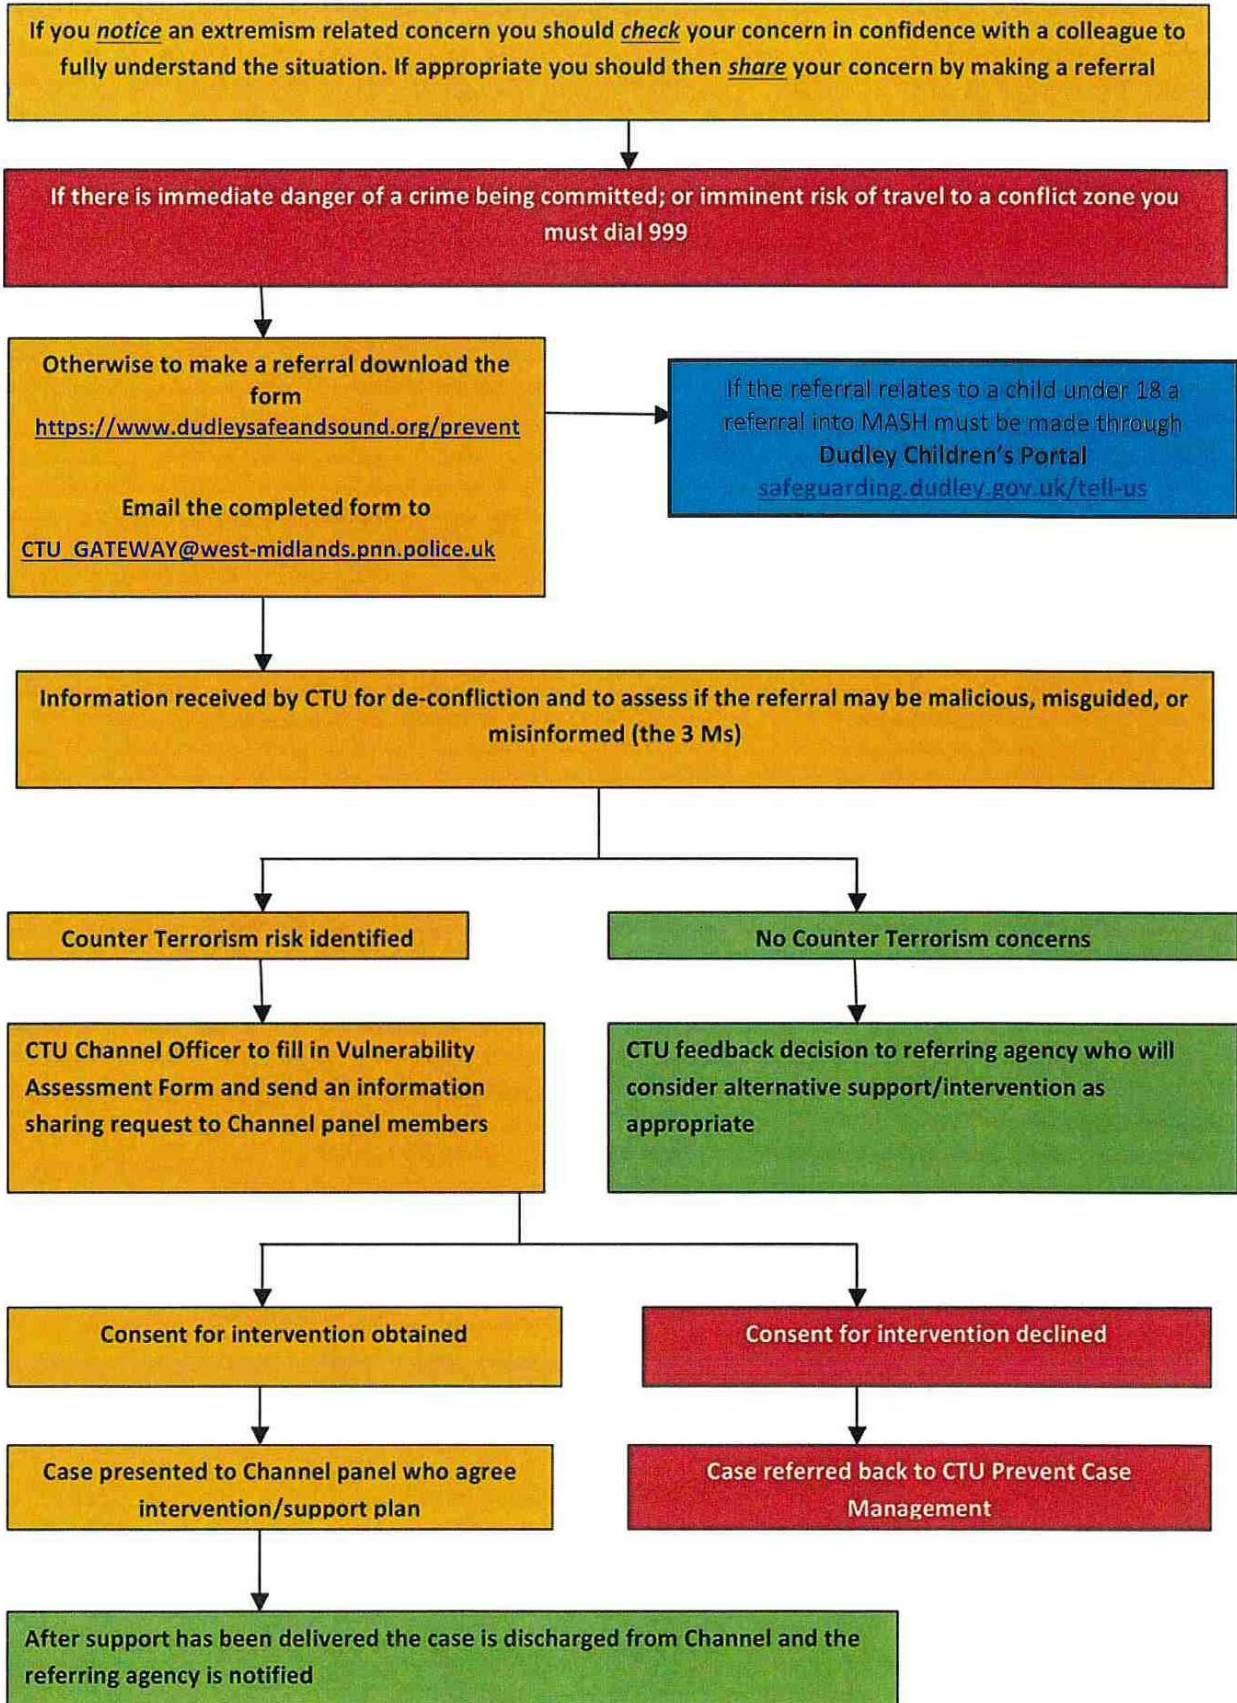 If you notice an extremism related concern you should check your concern in confidence with a colleague to
fully understand the situation. If appropriate you should then share your concern by making a referral
If there is immediate danger of a crime being committed; or imminent risk of travel to a conflict zone you
must dial 999
Otherwise to make a referral download the
form
https://www.dudleysafeandsound.org/prevent
Email the completed form to
CTU_GATEWAY@west-midlands.pnn.police.uk
If the referral relates to a child under 18 a
referral into MASH must be made through
Dudley Children's Portal
safeguarding.dudley.gov.uk/tell-us
Information received by CTU for de-confliction and to assess if the referral may be malicious, misguided, or
misinformed (the 3 Ms)
Counter Terrorism risk identified
No Counter Terrorism concerns
CTU Channel Officer to fill in Vulnerability
Assessment Form and send an information
sharing request to Channel panel members
CTU feedback decision to referring agency who will
consider alternative support/intervention as
appropriate
Consent for intervention obtained
Consent for intervention declined
Case presented to Channel panel who agree
intervention/support plan
Case referred back to CTU Prevent Case
Management
After support has been delivered the case is discharged from Channel and the
referring agency is notified